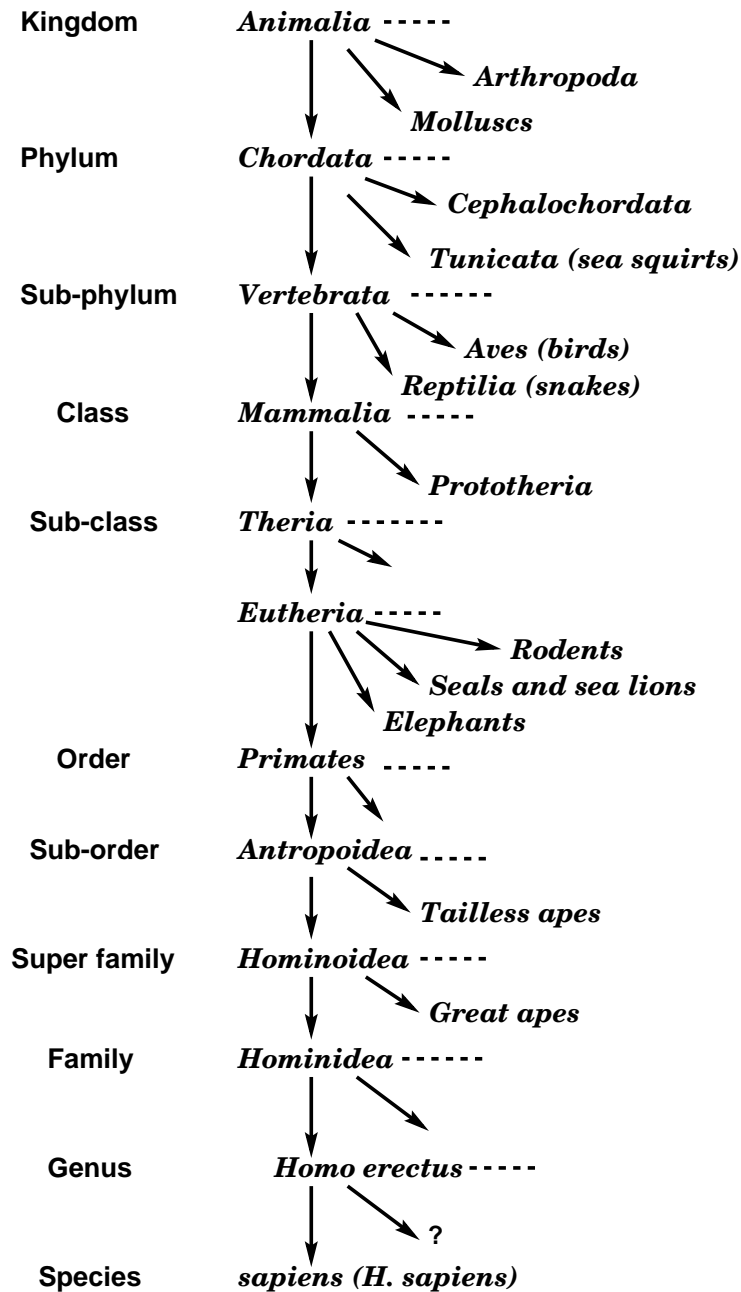 Kingdom Animalia -----
Arthropoda
Molluscs
Phylum Chordata -----
Cephalochordata
Tunicata (sea squirts)
Sub-phylum Vertebrata ------
Aves (birds)
Reptilia (snakes)
Class Mammalia -----
Prototheria
Sub-class Theria -------
Eutheria -----
Rodents
Seals and sea lions
Elephants
Order Primates -----
Sub-order Antropoidea -----
Tailless apes
Super family Hominoidea -----
Great apes
Family Hominidea ------
Genus Homo erectus -----
?
Species sapiens (H. sapiens)